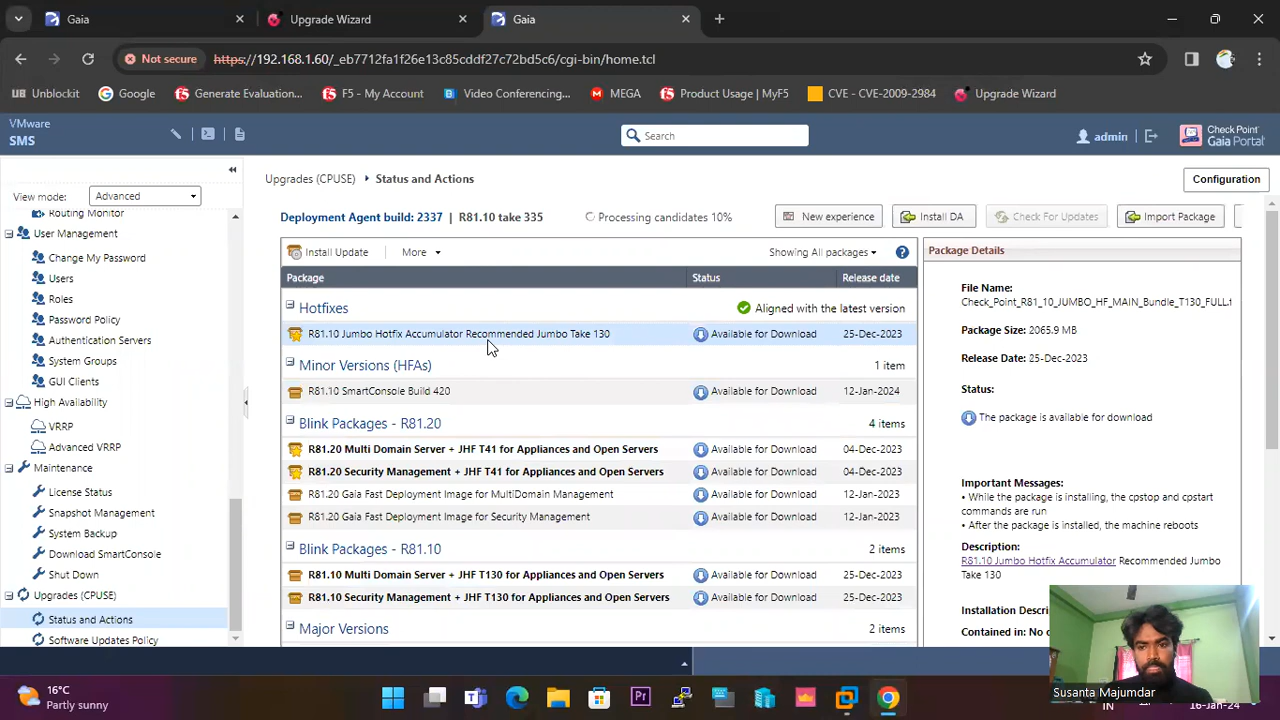 Gaia
Upgrade Wizard
Gaia
Not secure
https://192.168.1.60/_eb7712fa1f26e13c85cddf27c72bd5c6/cgi-bin/home.tcl
Unblockit
Google
Generate Evaluation...
F5 - My Account
Video Conferencing...
MEGA
Product Usage | MyF5
CVE - CVE-2009-2984
Upgrade Wizard
VMware
SMS
Search
admin
Check Point
Gaia Portal
View mode:
Advanced
Upgrades (CPUSE)
Status and Actions
Configuration
Routing Monitor
User Management
Change My Password
Users
Roles
Password Policy
Authentication Servers
System Groups
GUI Clients
High Availability
VRRP
Advanced VRRP
Maintenance
License Status
Snapshot Management
System Backup
Download SmartConsole
Shut Down
Upgrades (CPUSE)
Status and Actions
Software Updates Policy
Deployment Agent build: 2337 | R81.10 take 335
Processing candidates 10%
New experience
Install DA
Check For Updates
Import Package
Install Update
More
Showing All packages
Package Status Release date
Hotfixes Aligned with the latest version
R81.10 Jumbo Hotfix Accumulator Recommended Jumbo Take 130 Available for Download 25-Dec-2023
Minor Versions (HFAs) 1 item
R81.10 SmartConsole Build 420 Available for Download 12-Jan-2024
Blink Packages - R81.20 4 items
R81.20 Multi Domain Server + JHF T41 for Appliances and Open Servers Available for Download 04-Dec-2023
R81.20 Security Management + JHF T41 for Appliances and Open Servers Available for Download 04-Dec-2023
R81.20 Gaia Fast Deployment Image for MultiDomain Management Available for Download 12-Jan-2023
R81.20 Gaia Fast Deployment Image for Security Management Available for Download 12-Jan-2023
Blink Packages - R81.10 2 items
R81.10 Multi Domain Server + JHF T130 for Appliances and Open Servers Available for Download 25-Dec-2023
R81.10 Security Management + JHF T130 for Appliances and Open Servers Available for Download 25-Dec-2023
Major Versions 2 items
Package Details
File Name:
Check_Point_R81_10_JUMBO_HF_MAIN_Bundle_T130_FULL.
Package Size: 2065.9 MB
Release Date: 25-Dec-2023
Status:
The package is available for download
Important Messages:
• While the package is installing, the cpstop and cpstart
commands are run
• After the package is installed, the machine reboots
Description:
R81.10 Jumbo Hotfix Accumulator Recommended Jumbo
Take 130
Installation Descr
Contained in: No
Susanta Majumdar
16°C
Partly sunny
Pr
IN
16-Jan-24